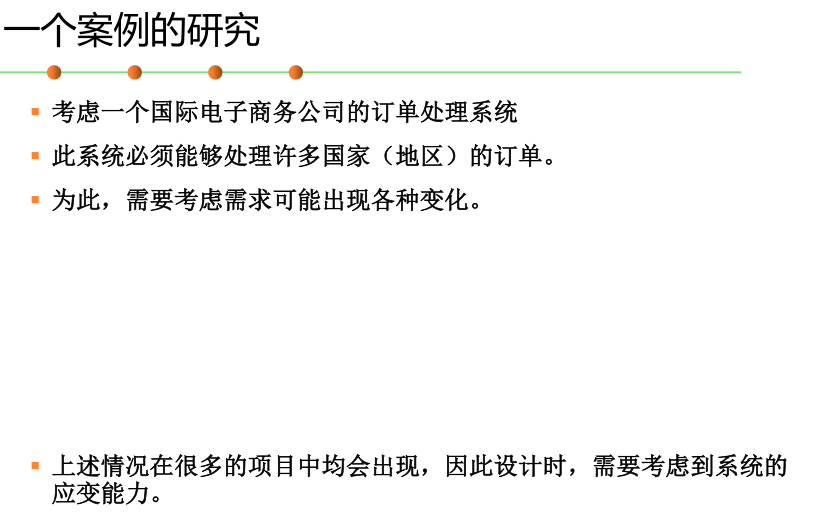 一个案例的研究
考虑一个国际电子商务公司的订单处理系统
此系统必须能够处理许多国家（地区）的订单。
为此，需要考虑需求可能出现各种变化。
上述情况在很多的项目中均会出现，因此设计时，需要考虑到系统的
应变能力。